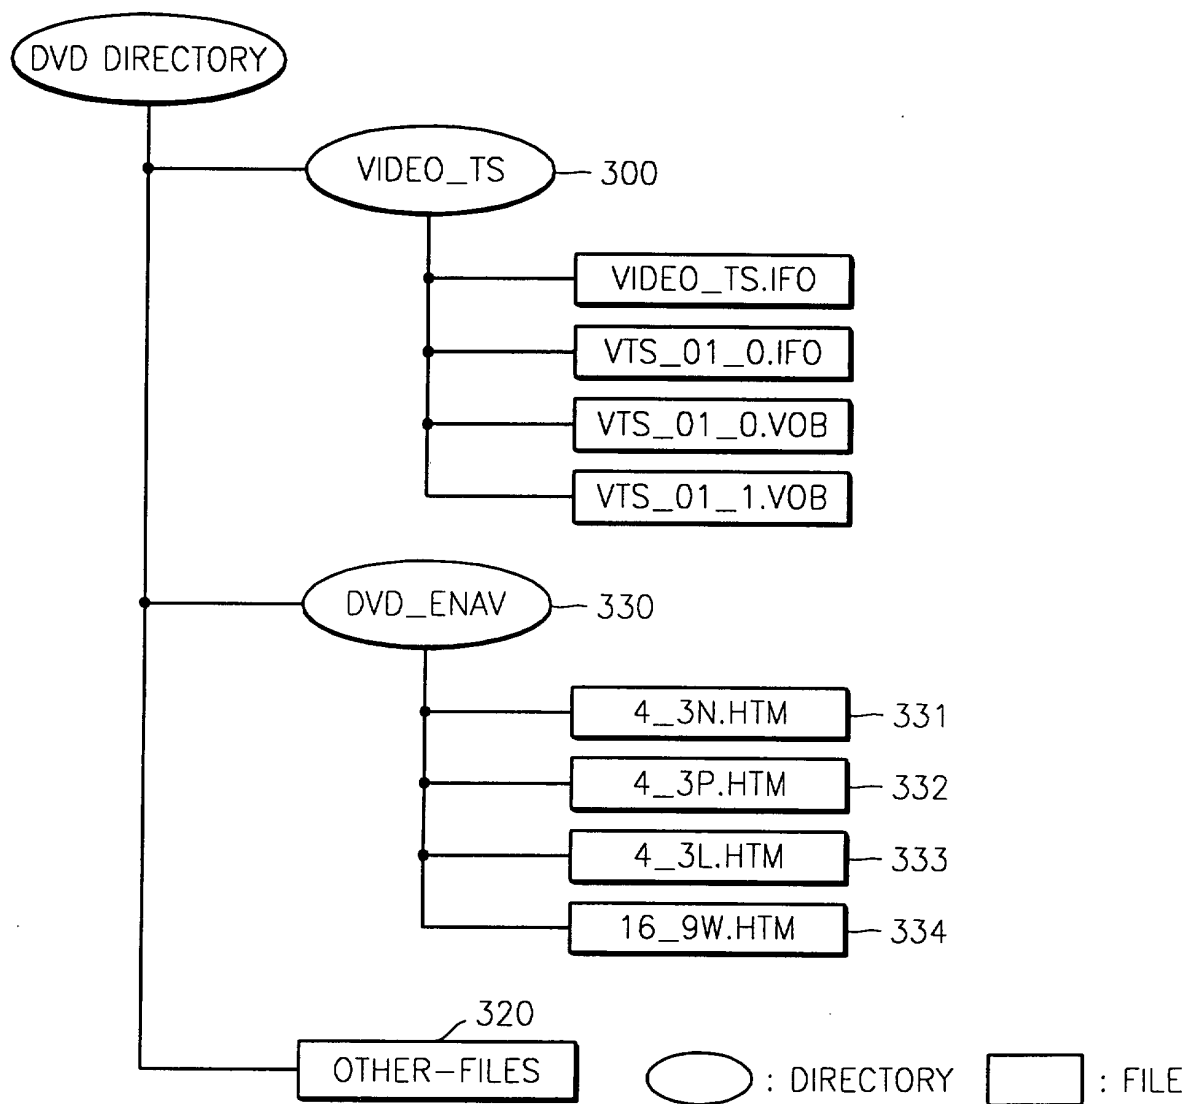 DVD DIRECTORY
VIDEO_TS
300
VIDEO_TS.IFO
VTS_01_0.IFO
VTS_01_0.VOB
VTS_01_1.VOB
DVD_ENAV
330
4_3N.HTM
331
4_3P.HTM
332
4_3L.HTM
333
16_9W.HTM
334
320
OTHER-FILES
: DIRECTORY
: FILE